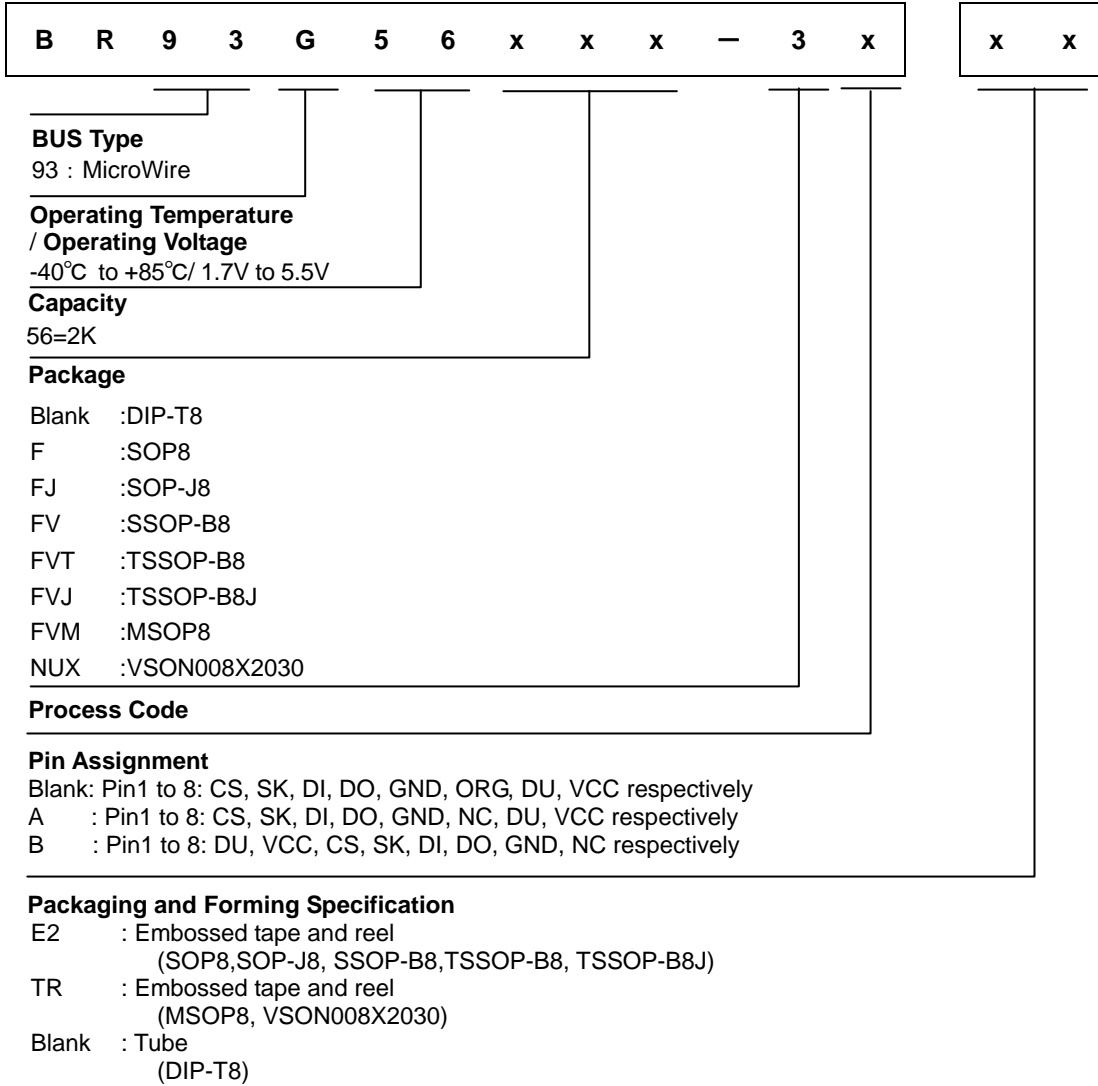 B R 9 3 G 5 6 x x x － 3 x x x
BUS Type
93 : MicroWire
Operating Temperature
/ Operating Voltage
-40℃ to +85℃/ 1.7V to 5.5V
Capacity
56=2K
Package
Blank :DIP-T8
F :SOP8
FJ :SOP-J8
FV :SSOP-B8
FVT :TSSOP-B8
FVJ :TSSOP-B8J
FVM :MSOP8
NUX :VSON008X2030
Process Code
Pin Assignment
Blank: Pin1 to 8: CS, SK, DI, DO, GND, ORG, DU, VCC respectively
A : Pin1 to 8: CS, SK, DI, DO, GND, NC, DU, VCC respectively
B : Pin1 to 8: DU, VCC, CS, SK, DI, DO, GND, NC respectively
Packaging and Forming Specification
E2 : Embossed tape and reel
(SOP8,SOP-J8, SSOP-B8,TSSOP-B8, TSSOP-B8J)
TR : Embossed tape and reel
(MSOP8, VSON008X2030)
Blank : Tube
(DIP-T8)